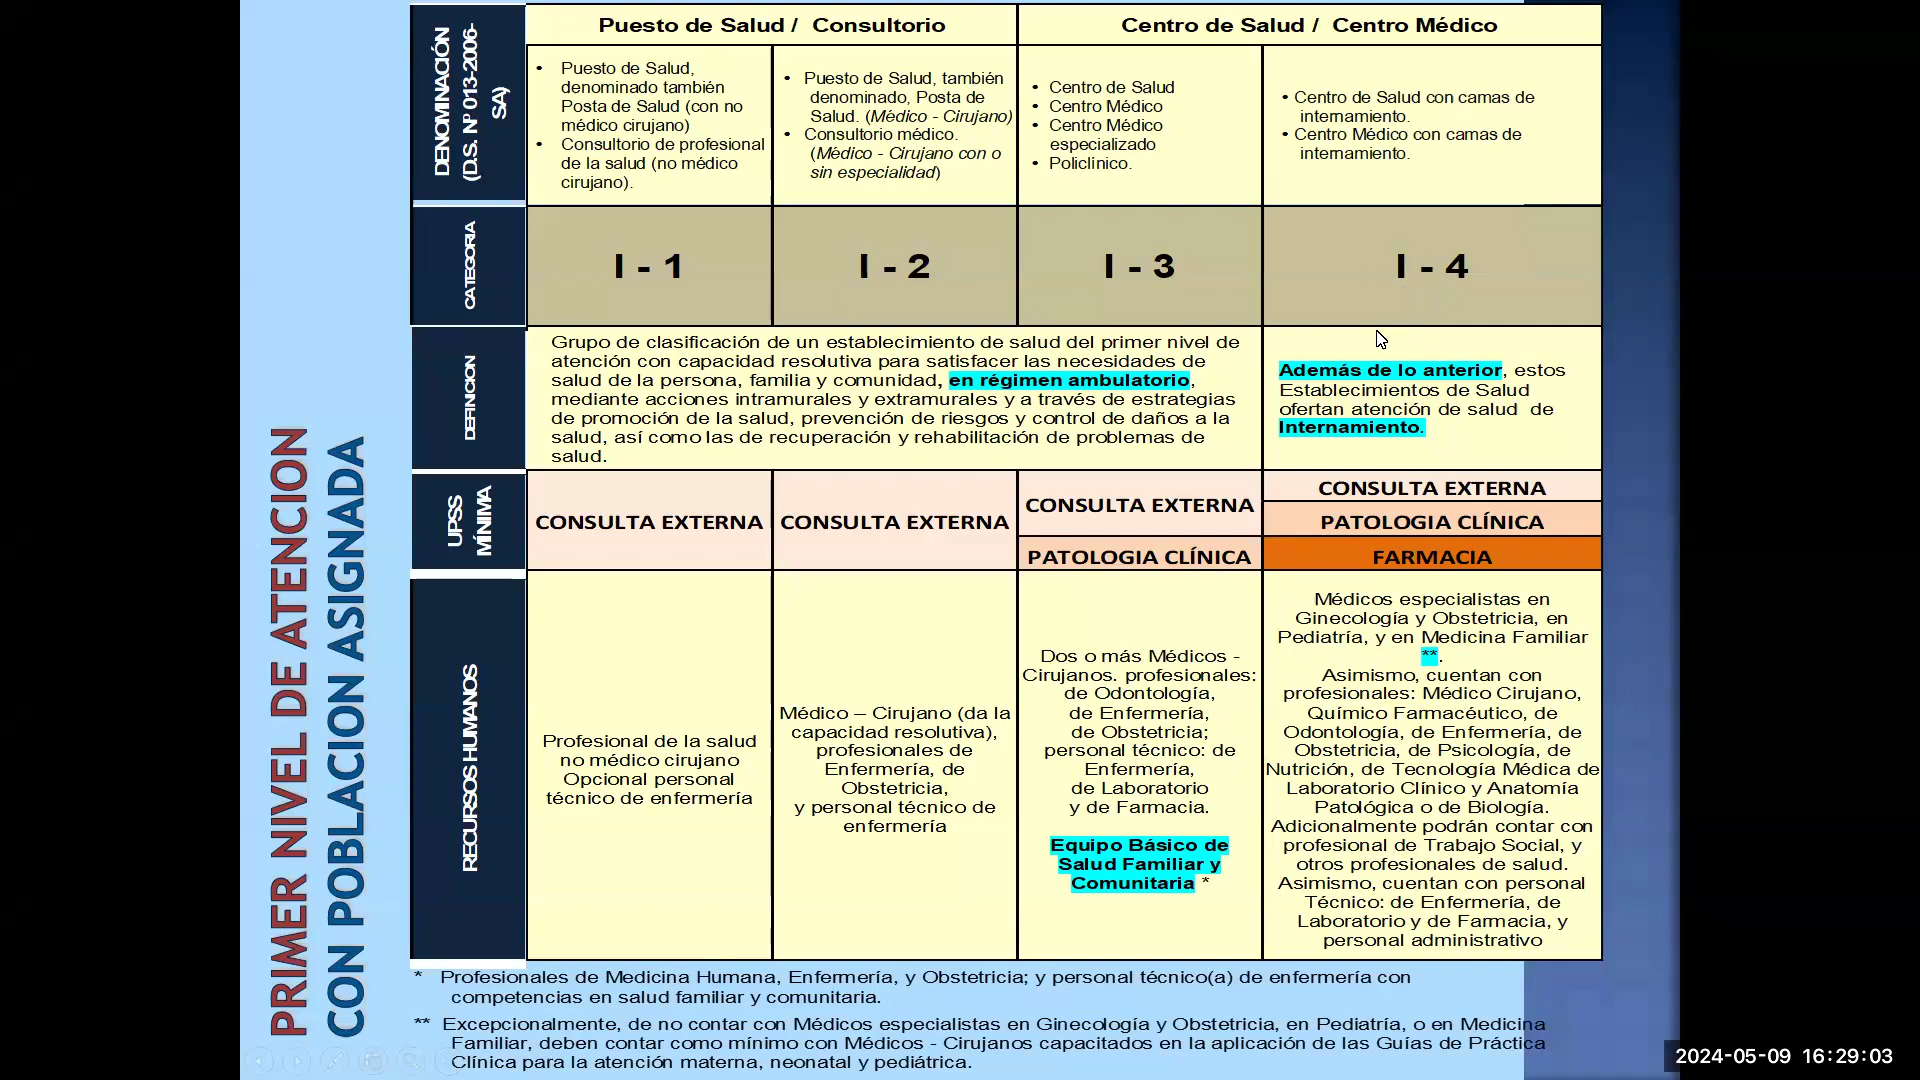 PRIMER NIVEL DE ATENCION
CON POBLACION ASIGNADA
DENOMINACIÓN
(D.S. Nº 013-2006-
SA)
Puesto de Salud /  Consultorio
Centro de Salud /  Centro Médico
• Puesto de Salud,
denominado también
Posta de Salud (con no
médico cirujano)
• Consultorio de profesional
de la salud (no médico
cirujano).
• Puesto de Salud, también
denominado, Posta de
Salud. (Médico - Cirujano)
• Consultorio médico.
(Médico - Cirujano con o
sin especialidad)
• Centro de Salud
• Centro Médico
• Centro Médico
especializado
• Policlínico.
• Centro de Salud con camas de
internamiento.
• Centro Médico con camas de
internamiento.
CATEGORIA
I - 1
I - 2
I - 3
I - 4
DEFINICION
Grupo de clasificación de un establecimiento de salud del primer nivel de
atención con capacidad resolutiva para satisfacer las necesidades de
salud de la persona, familia y comunidad, en régimen ambulatorio,
mediante acciones intramurales y extramurales y a través de estrategias
de promoción de la salud, prevención de riesgos y control de daños a la
salud, así como las de recuperación y rehabilitación de problemas de
salud.
Además de lo anterior, estos
Establecimientos de Salud
ofertan atención de salud  de
Internamiento.
UPSS
MÍNIMA
CONSULTA EXTERNA
CONSULTA EXTERNA
CONSULTA EXTERNA
PATOLOGIA CLÍNICA
CONSULTA EXTERNA
PATOLOGIA CLÍNICA
FARMACIA
RECURSOS HUMANOS
Profesional de la salud
no médico cirujano
Opcional personal
técnico de enfermería
Médico – Cirujano (da la
capacidad resolutiva),
profesionales de
Enfermería, de
Obstetricia,
y personal técnico de
enfermería
Dos o más Médicos -
Cirujanos. profesionales:
de Odontología,
de Enfermería,
de Obstetricia;
personal técnico: de
Enfermería,
de Laboratorio
y de Farmacia.
Equipo Básico de
Salud Familiar y
Comunitaria *
Médicos especialistas en
Ginecología y Obstetricia, en
Pediatría, y en Medicina Familiar
**.
Asimismo, cuentan con
profesionales: Médico Cirujano,
Químico Farmacéutico, de
Odontología, de Enfermería, de
Obstetricia, de Psicología, de
Nutrición, de Tecnología Médica de
Laboratorio Clínico y Anatomía
Patológica o de Biología.
Adicionalmente podrán contar con
profesional de Trabajo Social, y
otros profesionales de salud.
Asimismo, cuentan con personal
Técnico: de Enfermería, de
Laboratorio y de Farmacia, y
personal administrativo
* Profesionales de Medicina Humana, Enfermería, y Obstetricia; y personal técnico(a) de enfermería con
competencias en salud familiar y comunitaria.
** Excepcionalmente, de no contar con Médicos especialistas en Ginecología y Obstetricia, en Pediatría, o en Medicina
Familiar, deben contar como mínimo con Médicos - Cirujanos capacitados en la aplicación de las Guías de Práctica
Clínica para la atención materna, neonatal y pediátrica.
2024-05-09 16:29:03